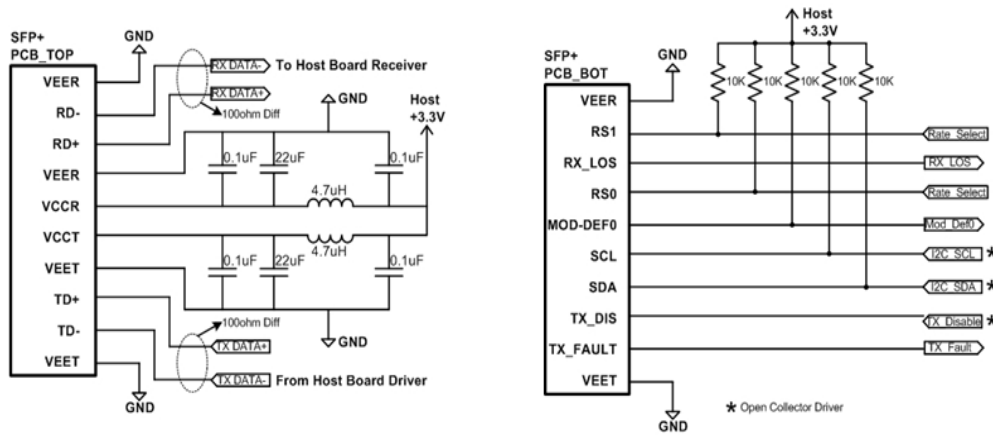 SFP+
PCB_TOP
GND
VEER
RD-
RD+
VEER
VCCR
VCCT
VEET
TD+
TD-
VEET
GND
RX DATA-
To Host Board Receiver
RX DATA+
100ohm Diff
GND
Host
+3.3V
0.1uF
22uF
0.1uF
4.7uH
4.7uH
0.1uF
22uF
0.1uF
100ohm Diff
GND
TX DATA+
TX DATA-
From Host Board Driver
SFP+
PCB_BOT
GND
Host
+3.3V
10K
10K
10K
10K
10K
VEER
RS1
RX_LOS
RS0
MOD-DEF0
SCL
SDA
TX_DIS
TX_FAULT
VEET
GND
Rate_Select
RX_LOS
Rate_Select
Mod_Def0
I2C_SCL *
I2C_SDA *
TX_Disable *
TX_Fault
* Open Collector Driver